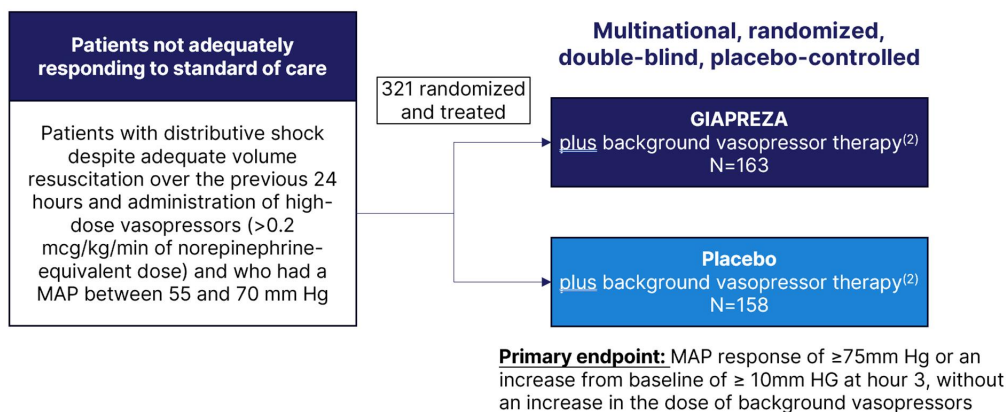 Patients not adequately
responding to standard of care
Patients with distributive shock
despite adequate volume
resuscitation over the previous 24
hours and administration of high-
dose vasopressors (>0.2
mcg/kg/min of norepinephrine-
equivalent dose) and who had a
MAP between 55 and 70 mm Hg
321 randomized
and treated
Multinational, randomized,
double-blind, placebo-controlled
GIAPREZA
plus background vasopressor therapy(2)
N=163
Placebo
plus background vasopressor therapy(2)
N=158
Primary endpoint: MAP response of ≥75mm Hg or an
increase from baseline of ≥ 10mm HG at hour 3, without
an increase in the dose of background vasopressors